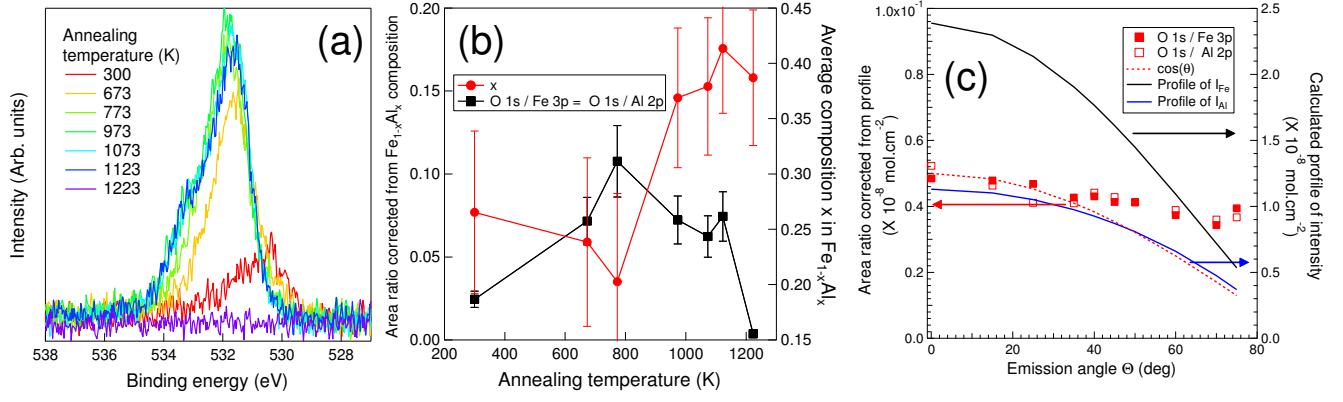 (a)
Annealing
temperature (K)
300
673
773
973
1073
1123
1223
Intensity (Arb. units)
538
536
534
532
530
528
Binding energy (eV)
(b)
x
O 1s / Fe 3p = O 1s / Al 2p
Area ratio corrected from Fe1-xAlx composition
0.20
0.15
0.10
0.05
0.00
Average composition x in Fe1-xAlx
0.45
0.40
0.35
0.30
0.25
0.20
0.15
200
400
600
800
1000
1200
Annealing temperature (K)
(c)
O 1s / Fe 3p
O 1s / Al 2p
cos(θ)
Profile of IFe
Profile of IAl
Area ratio corrected from profile
(X 10-8 mol.cm-2)
1.0x10-1
0.8
0.6
0.4
0.2
0.0
Calculated profile of intensity
(X 10-8 mol.cm-2)
2.5
2.0
1.5
1.0
0.5
0.0
0
20
40
60
80
Emission angle Θ (deg)